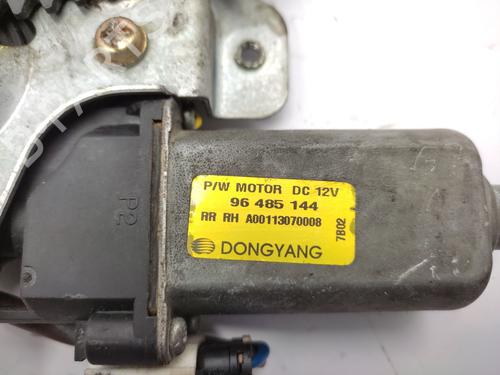 P/W MOTOR DC 12V
96 485 144
RR RH A00113070008
7B02
DONGYANG
P2